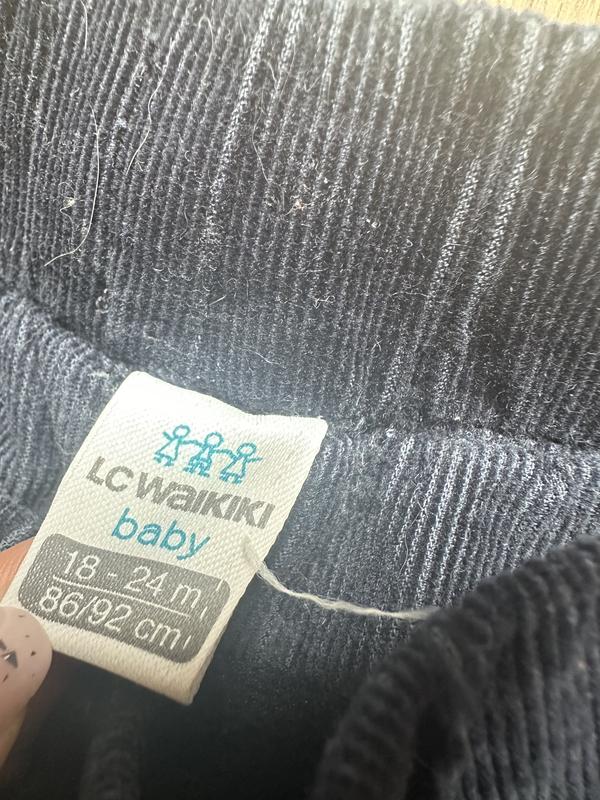 LC WAIKIKI
baby
18 - 24 m
86/92 cm